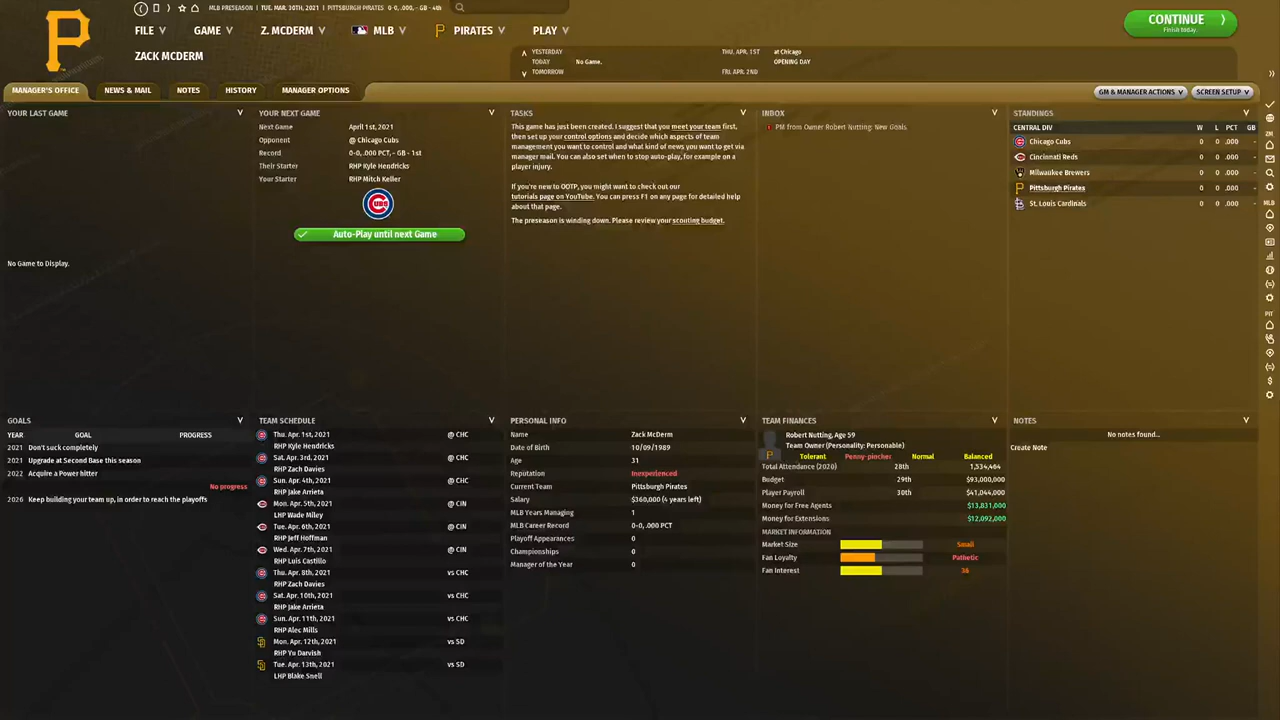 MLB PRESEASON | TUE. MAR. 30TH, 2021 | PITTSBURGH PIRATES 0-0, .000, - GB - 4th
FILE GAME Z. MCDERM MLB PIRATES PLAY
CONTINUE
Finish today.
ZACK MCDERM
YESTERDAY
TODAY No Game.
TOMORROW
THU. APR. 1ST at Chicago
OPENING DAY
FRI. APR. 2ND
MANAGER'S OFFICE NEWS & MAIL NOTES HISTORY MANAGER OPTIONS
GM & MANAGER ACTIONS SCREEN SETUP
YOUR LAST GAME
No Game to Display.
YOUR NEXT GAME
Next Game April 1st, 2021
Opponent @ Chicago Cubs
Record 0-0, .000 PCT, - GB - 1st
Their Starter RHP Kyle Hendricks
Your Starter RHP Mitch Keller
CUBS
Auto-Play until next Game
TASKS
This game has just been created. I suggest that you meet your team first,
then set up your control options and decide which aspects of team
management you want to control and what kind of news you want to get via
manager mail. You can also set when to stop auto-play, for example on a
player injury.
If you're new to OOTP, you might want to check out our
tutorials page on YouTube. You can press F1 on any page for detailed help
about that page.
The preseason is winding down. Please review your scouting budget.
INBOX
PM from Owner Robert Nutting: New Goals.
STANDINGS
CENTRAL DIV W L PCT GB
Chicago Cubs 0 0 .000 -
Cincinnati Reds 0 0 .000 -
Milwaukee Brewers 0 0 .000 -
Pittsburgh Pirates 0 0 .000 -
St. Louis Cardinals 0 0 .000 -
ZM
MLB
PIT
GOALS
YEAR GOAL PROGRESS
2021 Don't suck completely
2021 Upgrade at Second Base this season
2022 Acquire a Power hitter
No progress
2026 Keep building your team up, in order to reach the playoffs
TEAM SCHEDULE
Thu. Apr. 1st, 2021 @ CHC
RHP Kyle Hendricks
Sat. Apr. 3rd, 2021 @ CHC
RHP Zach Davies
Sun. Apr. 4th, 2021 @ CHC
RHP Jake Arrieta
Mon. Apr. 5th, 2021 @ CIN
LHP Wade Miley
Tue. Apr. 6th, 2021 @ CIN
RHP Jeff Hoffman
Wed. Apr. 7th, 2021 @ CIN
RHP Luis Castillo
Thu. Apr. 8th, 2021 vs CHC
RHP Zach Davies
Sat. Apr. 10th, 2021 vs CHC
RHP Jake Arrieta
Sun. Apr. 11th, 2021 vs CHC
RHP Alec Mills
Mon. Apr. 12th, 2021 vs SD
RHP Yu Darvish
Tue. Apr. 13th, 2021 vs SD
LHP Blake Snell
PERSONAL INFO
Name Zack McDerm
Date of Birth 10/09/1989
Age 31
Reputation Inexperienced
Current Team Pittsburgh Pirates
Salary $360,000 (4 years left)
MLB Years Managing 1
MLB Career Record 0-0, .000 PCT
Playoff Appearances 0
Championships 0
Manager of the Year 0
TEAM FINANCES
Robert Nutting, Age 59
Team Owner (Personality: Personable)
Tolerant Penny-pincher Normal Balanced
Total Attendance (2020) 28th 1,534,464
Budget 29th $93,000,000
Player Payroll 30th $41,044,000
Money for Free Agents $13,831,000
Money for Extensions $12,092,000
MARKET INFORMATION
Market Size Small
Fan Loyalty Pathetic
Fan Interest 36
NOTES
No notes found...
Create Note